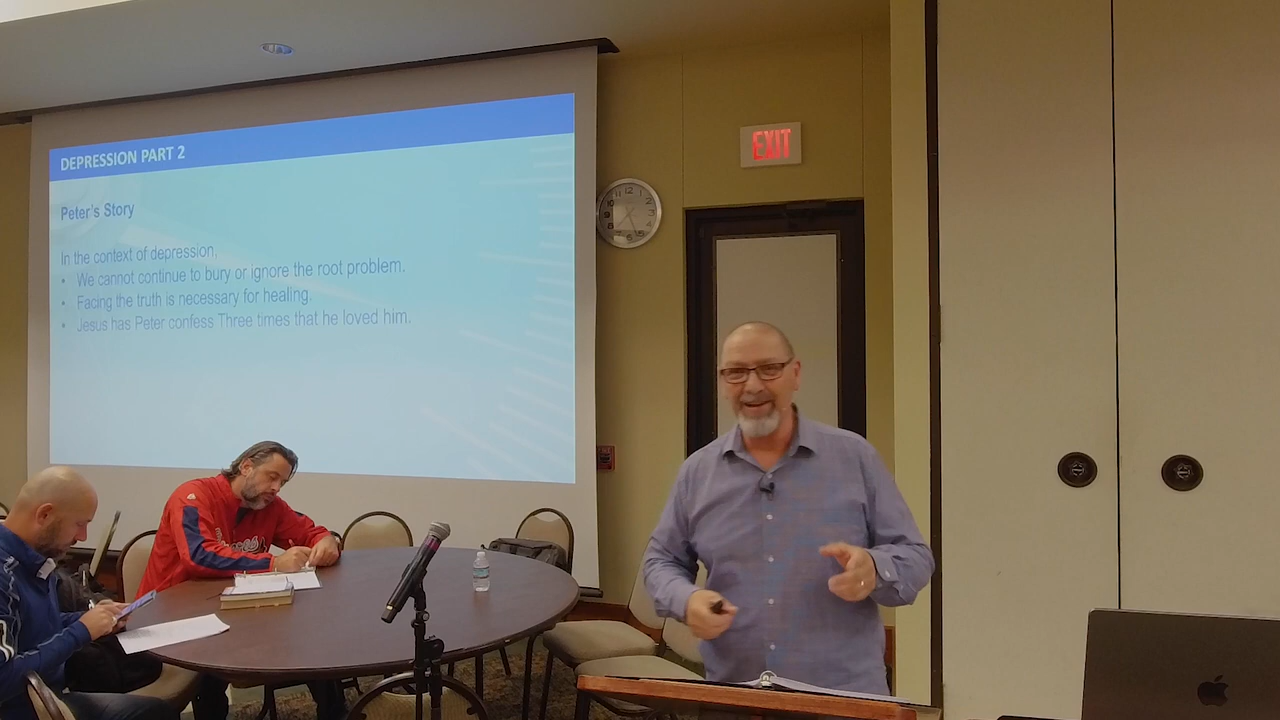 DEPRESSION PART 2
Peter's Story
In the context of depression,
• We cannot continue to bury or ignore the root problem.
• Facing the truth is necessary for healing.
• Jesus has Peter confess Three times that he loved him.
EXIT